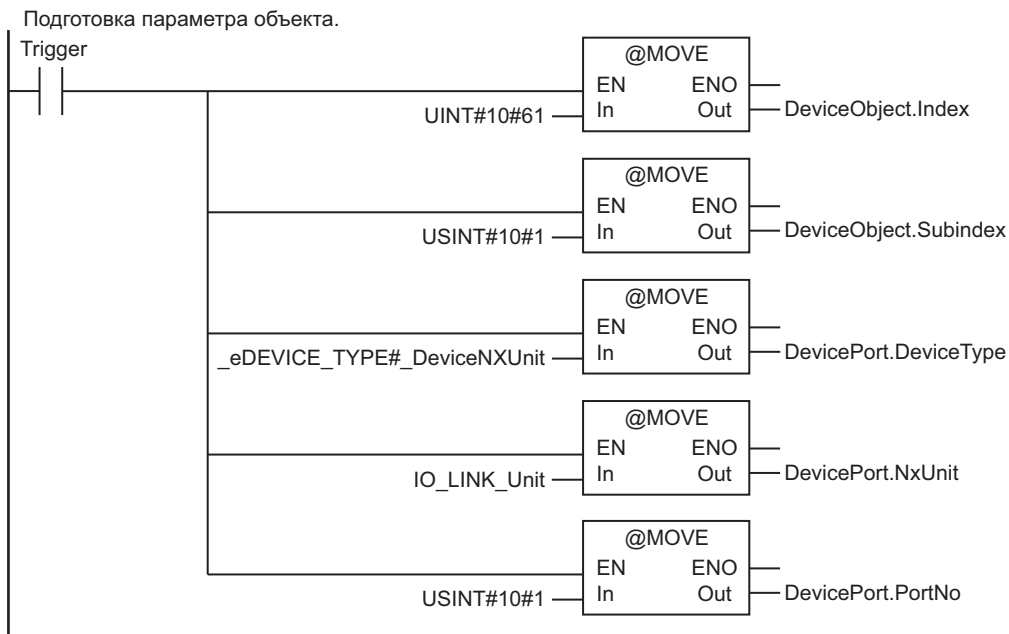 Подготовка параметра объекта.
Trigger
@MOVE
EN ENO
UINT#10#61 In Out DeviceObject.Index
@MOVE
EN ENO
USINT#10#1 In Out DeviceObject.Subindex
@MOVE
EN ENO
_eDEVICE_TYPE#_DeviceNXUnit In Out DevicePort.DeviceType
@MOVE
EN ENO
IO_LINK_Unit In Out DevicePort.NxUnit
@MOVE
EN ENO
USINT#10#1 In Out DevicePort.PortNo